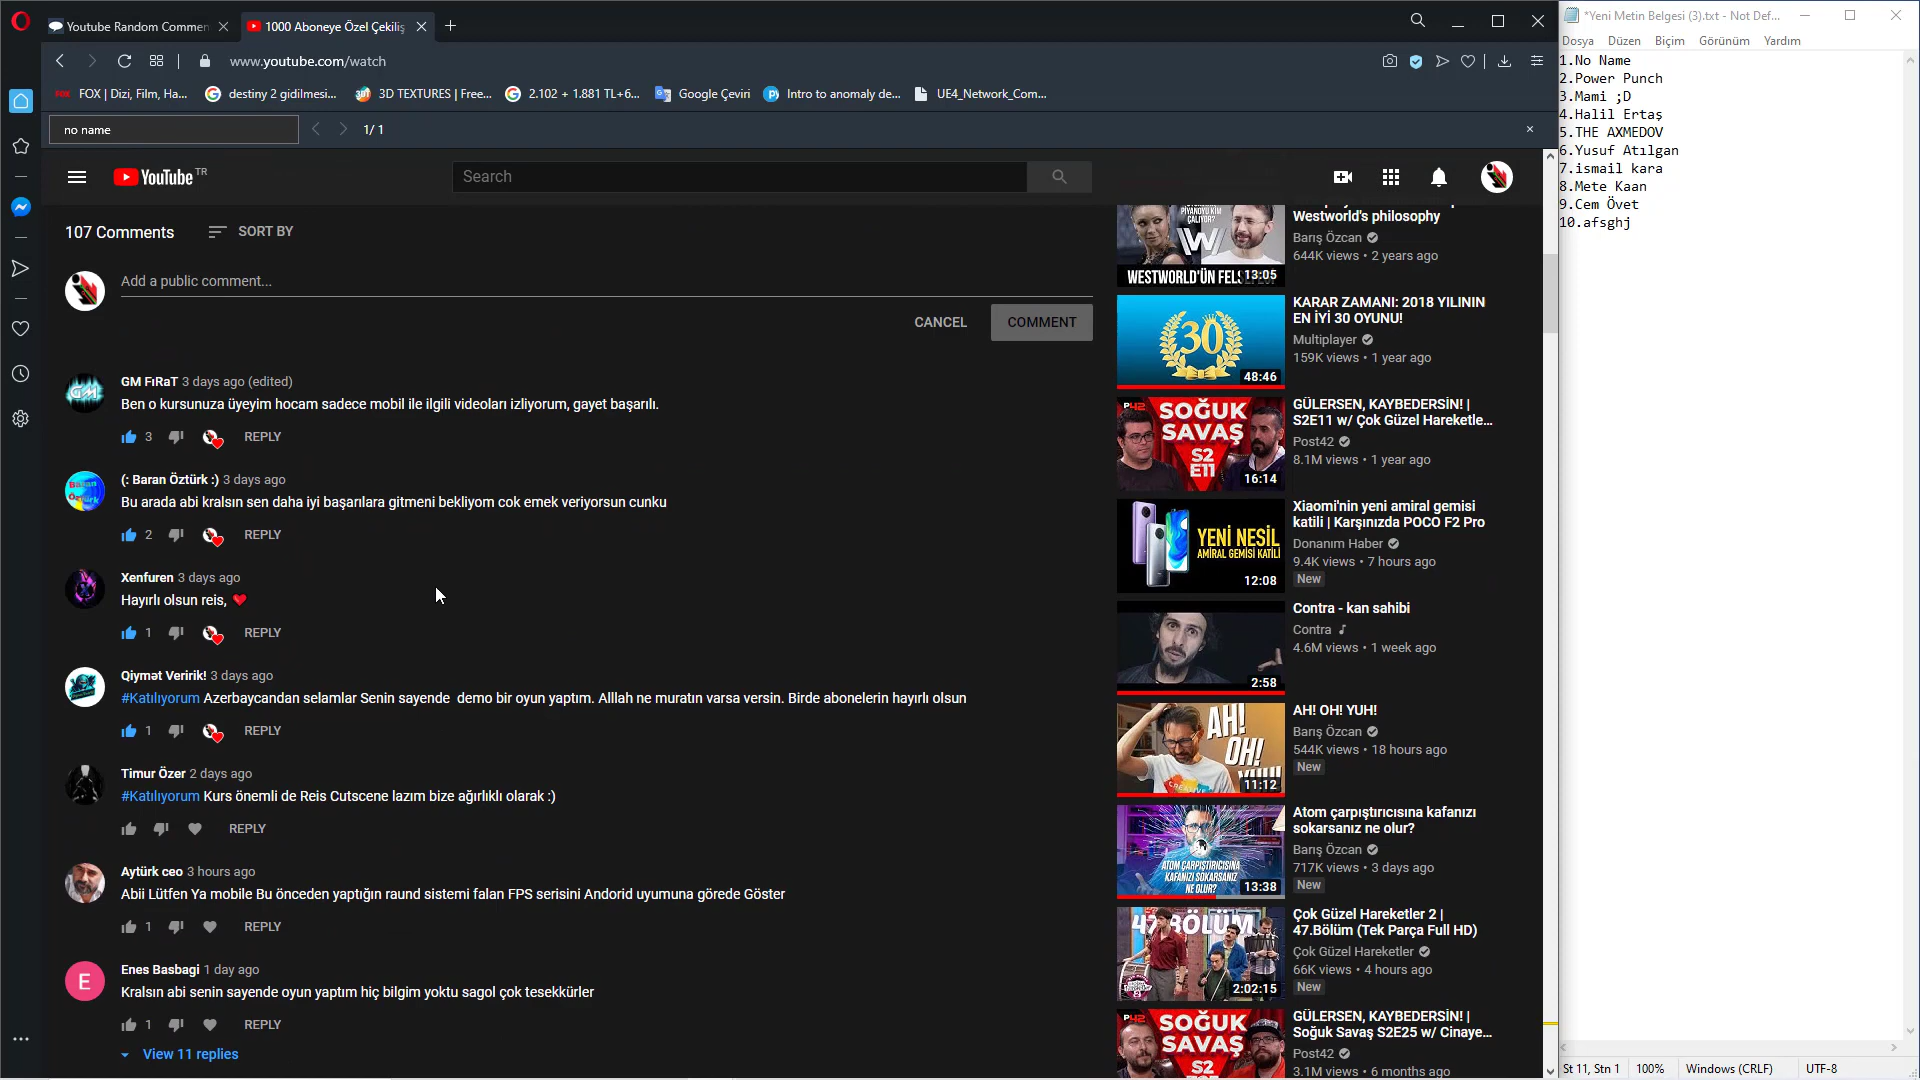 Youtube Random Commen
1000 Aboneye Özel Çekiliş
www.youtube.com/watch
FOX | Dizi, Film, Ha...
destiny 2 gidilmesi...
3D TEXTURES | Free...
2.102 + 1.881 TL+6...
Google Çeviri
Intro to anomaly de...
UE4_Network_Com...
no name
1/ 1
YouTube TR
Search
107 Comments
SORT BY
Add a public comment...
CANCEL
COMMENT
GM FıRaT 3 days ago (edited)
Ben o kursunuza üyeyim hocam sadece mobil ile ilgili videoları izliyorum, gayet başarılı.
3
REPLY
(: Baran Öztürk :) 3 days ago
Bu arada abi kralsın sen daha iyi başarılara gitmeni bekliyom cok emek veriyorsun cunku
2
REPLY
Xenfuren 3 days ago
Hayırlı olsun reis, ❤
1
REPLY
Qiymət Veririk! 3 days ago
#Katılıyorum Azerbaycandan selamlar Senin sayende demo bir oyun yaptım. Alllah ne muratın varsa versin. Birde abonelerin hayırlı olsun
1
REPLY
Timur Özer 2 days ago
#Katılıyorum Kurs önemli de Reis Cutscene lazım bize ağırlıklı olarak :)
REPLY
Aytürk ceo 3 hours ago
Abii Lütfen Ya mobile Bu önceden yaptığın raund sistemi falan FPS serisini Andorid uyumuna görede Göster
1
REPLY
E
Enes Basbagi 1 day ago
Kralsın abi senin sayende oyun yaptım hiç bilgim yoktu sagol çok tesekkürler
1
REPLY
View 11 replies
ÇALIYOR?
WESTWORLD'ÜN
13:05
Westworld's philosophy
Barış Özcan
644K views • 2 years ago
30
48:46
KARAR ZAMANI: 2018 YILININ
EN İYİ 30 OYUNU!
Multiplayer
159K views • 1 year ago
P42
SOĞUK
SAVAŞ
S2
E11
16:14
GÜLERSEN, KAYBEDERSİN! |
S2E11 w/ Çok Güzel Hareketle...
Post42
8.1M views • 1 year ago
YENİ NESİL
AMİRAL GEMİSİ KATİLİ
12:08
Xiaomi'nin yeni amiral gemisi
katili | Karşınızda POCO F2 Pro
Donanım Haber
9.4K views • 7 hours ago
New
2:58
Contra - kan sahibi
Contra
4.6M views • 1 week ago
AH!
OH!
YUH!
11:12
AH! OH! YUH!
Barış Özcan
544K views • 18 hours ago
New
ATOM ÇARPIŞTIRICISINA
KAFANIZI SOKARSANIZ
NE OLUR?
13:38
Atom çarpıştırıcısına kafanızı
sokarsanız ne olur?
Barış Özcan
717K views • 3 days ago
New
47.BÖLÜM
2:02:15
Çok Güzel Hareketler 2 |
47.Bölüm (Tek Parça Full HD)
Çok Güzel Hareketler
66K views • 4 hours ago
New
P42
SOĞUK
SAVAŞ
S2
GÜLERSEN, KAYBEDERSİN! |
Soğuk Savaş S2E25 w/ Cinaye...
Post42
3.1M views • 6 months ago
*Yeni Metin Belgesi (3).txt - Not Def...
Dosya Düzen Biçim Görünüm Yardım
1.No Name
2.Power Punch
3.Mami ;D
4.Halil Ertaş
5.THE AXMEDOV
6.Yusuf Atılgan
7.ismail kara
8.Mete Kaan
9.Cem Övet
10.afsghj
St 11, Stn 1
100%
Windows (CRLF)
UTF-8